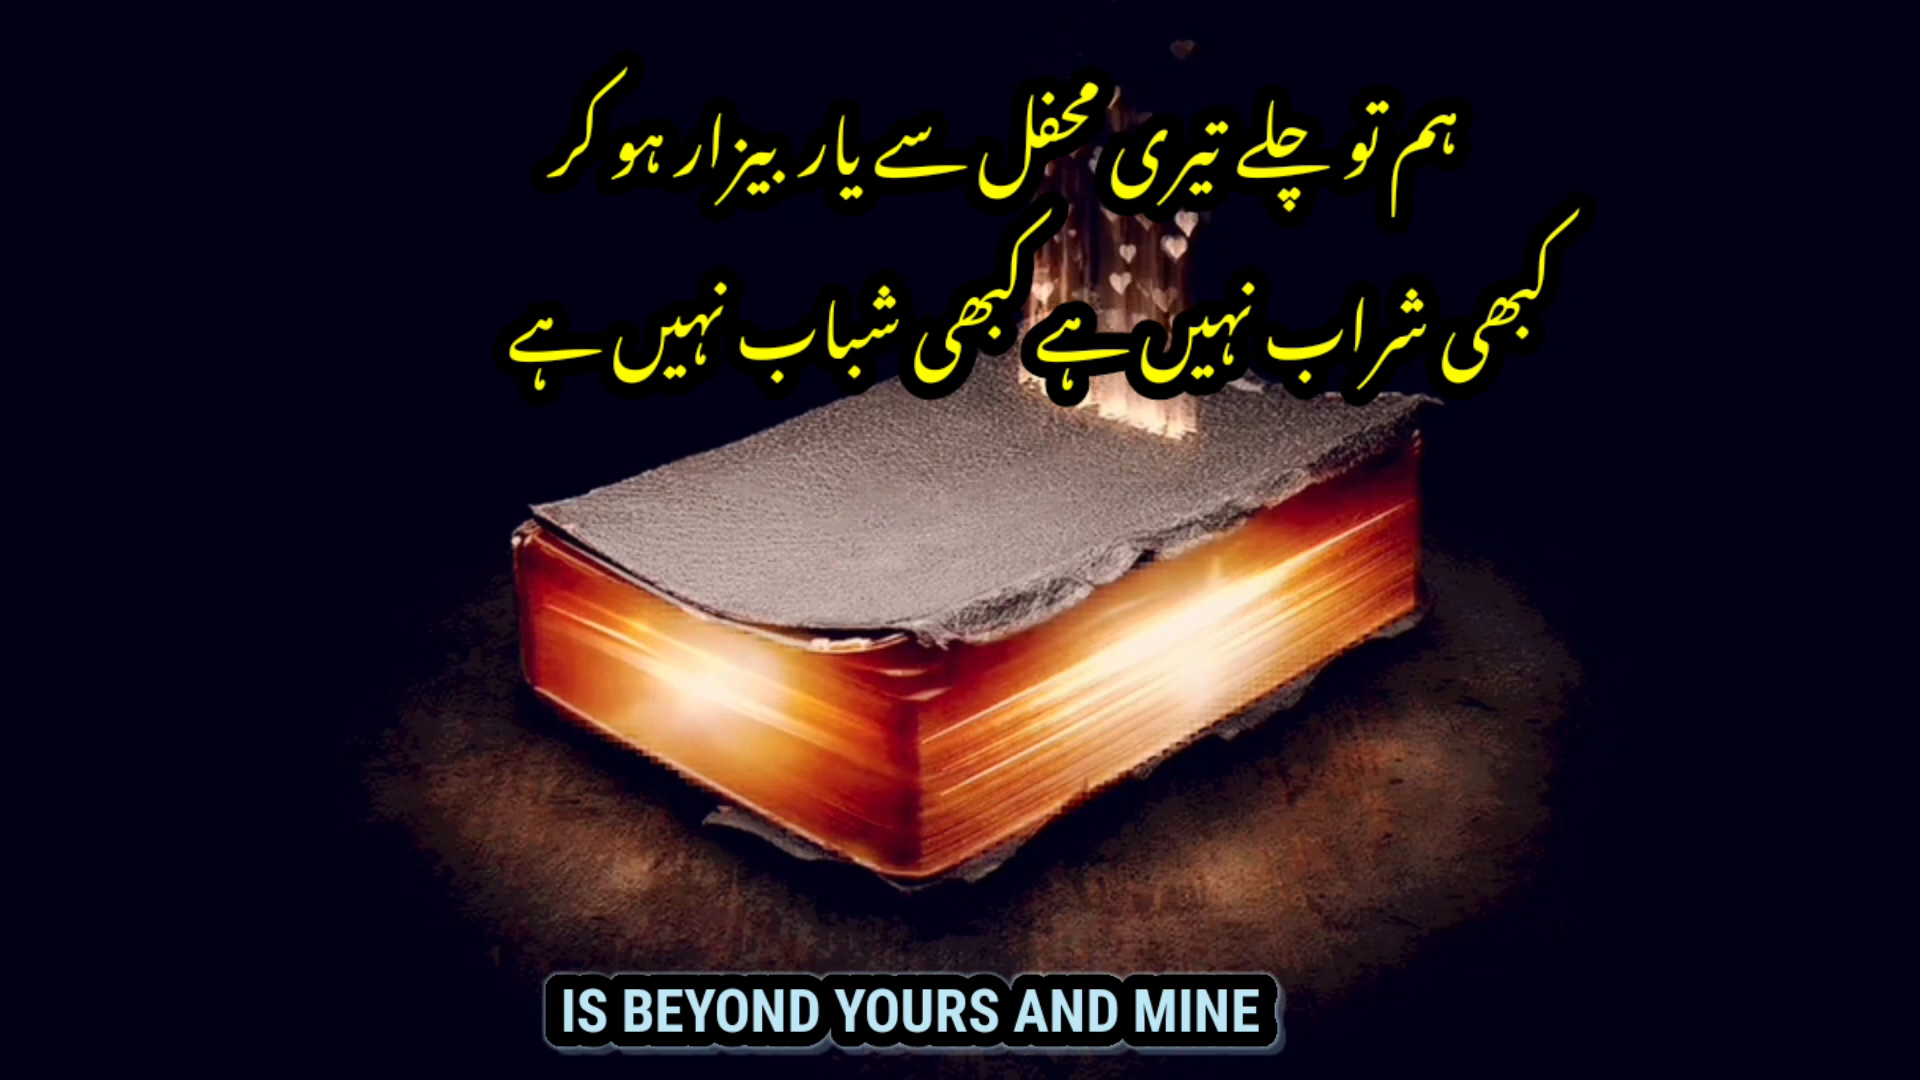 ہم تو چلے تیری محفل سے یار بیزار ہو کر
کبھی شراب نہیں ہے کبھی شباب نہیں ہے
IS BEYOND YOURS AND MINE